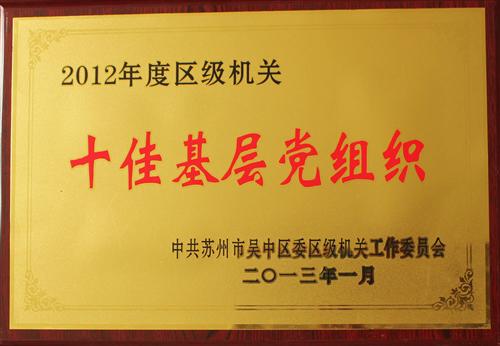 2012年度区级机关
十佳基层党组织
中共苏州市吴中区委区级机关工作委员会
二〇一三年一月